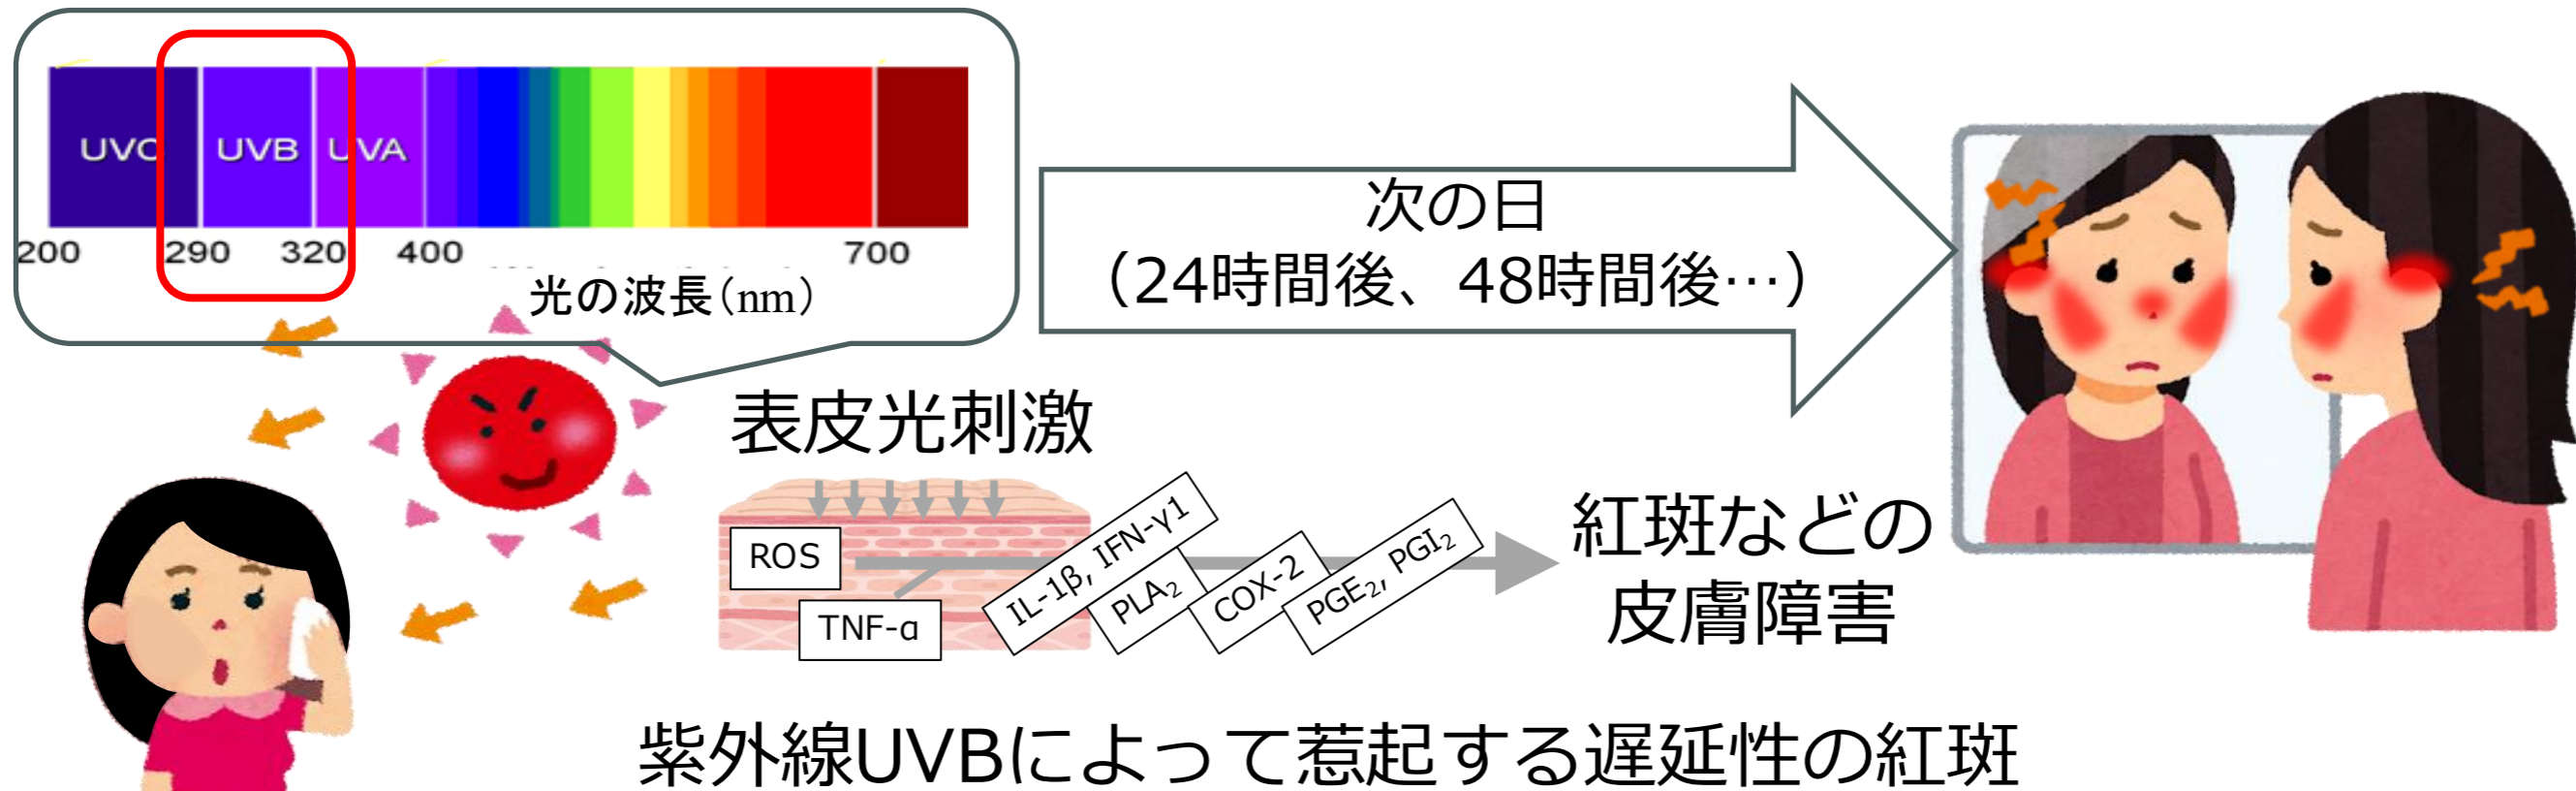 UVC UVB UVA
200 290 320 400 700
光の波長(nm)
次の日
(24時間後、48時間後…)
表皮光刺激
ROS
TNF-α
IL-1β, IFN-γ1
PLA₂
COX-2
PGE₂, PGI₂
紅斑などの
皮膚障害
紫外線UVBによって惹起する遅延性の紅斑